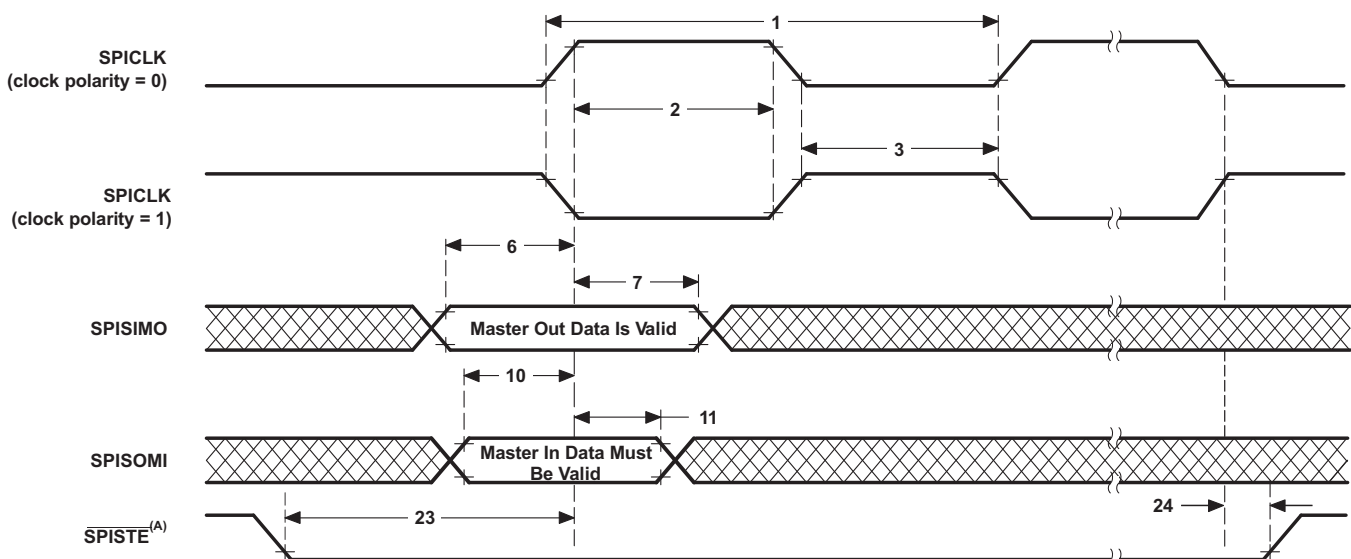 1
SPICLK
(clock polarity = 0)
2
3
SPICLK
(clock polarity = 1)
6
7
SPISIMO
Master Out Data Is Valid
10
11
SPISOMI
Master In Data Must
Be Valid
23
24
SPISTE(A)